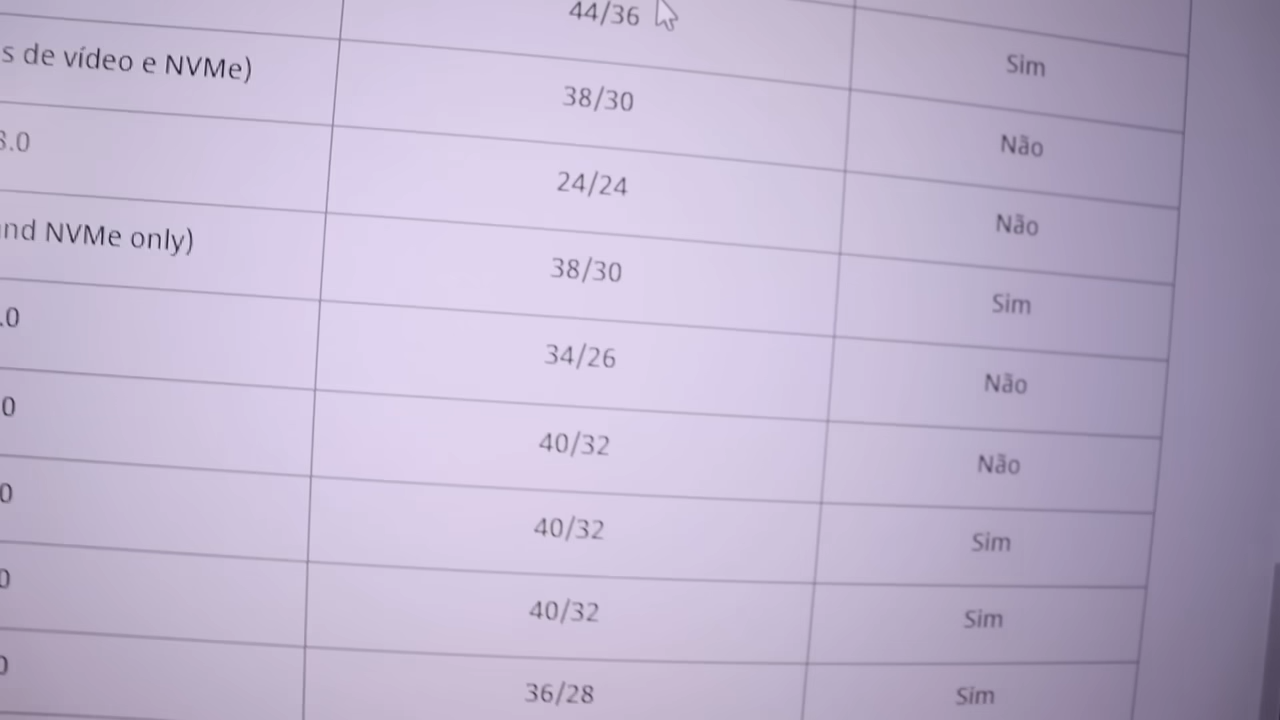 44/36 Sim
s de vídeo e NVMe) 38/30 Não
.0 24/24 Não
nd NVMe only) 38/30 Sim
.0 34/26 Não
0 40/32 Não
0 40/32 Sim
0 40/32 Sim
0 36/28 Sim